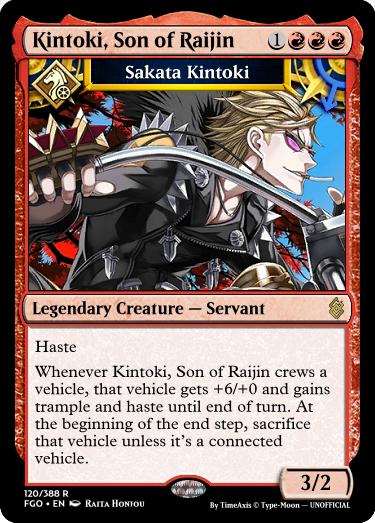 Kintoki, Son of Raijin 1
Sakata Kintoki
Legendary Creature — Servant
Haste
Whenever Kintoki, Son of Raijin crews a
vehicle, that vehicle gets +6/+0 and gains
trample and haste until end of turn. At
the beginning of the end step, sacrifice
that vehicle unless it's a connected
vehicle.
3/2
120/388 R
FGO • EN Raita Honjou
By TimeAxis © Type-Moon — UNOFFICIAL